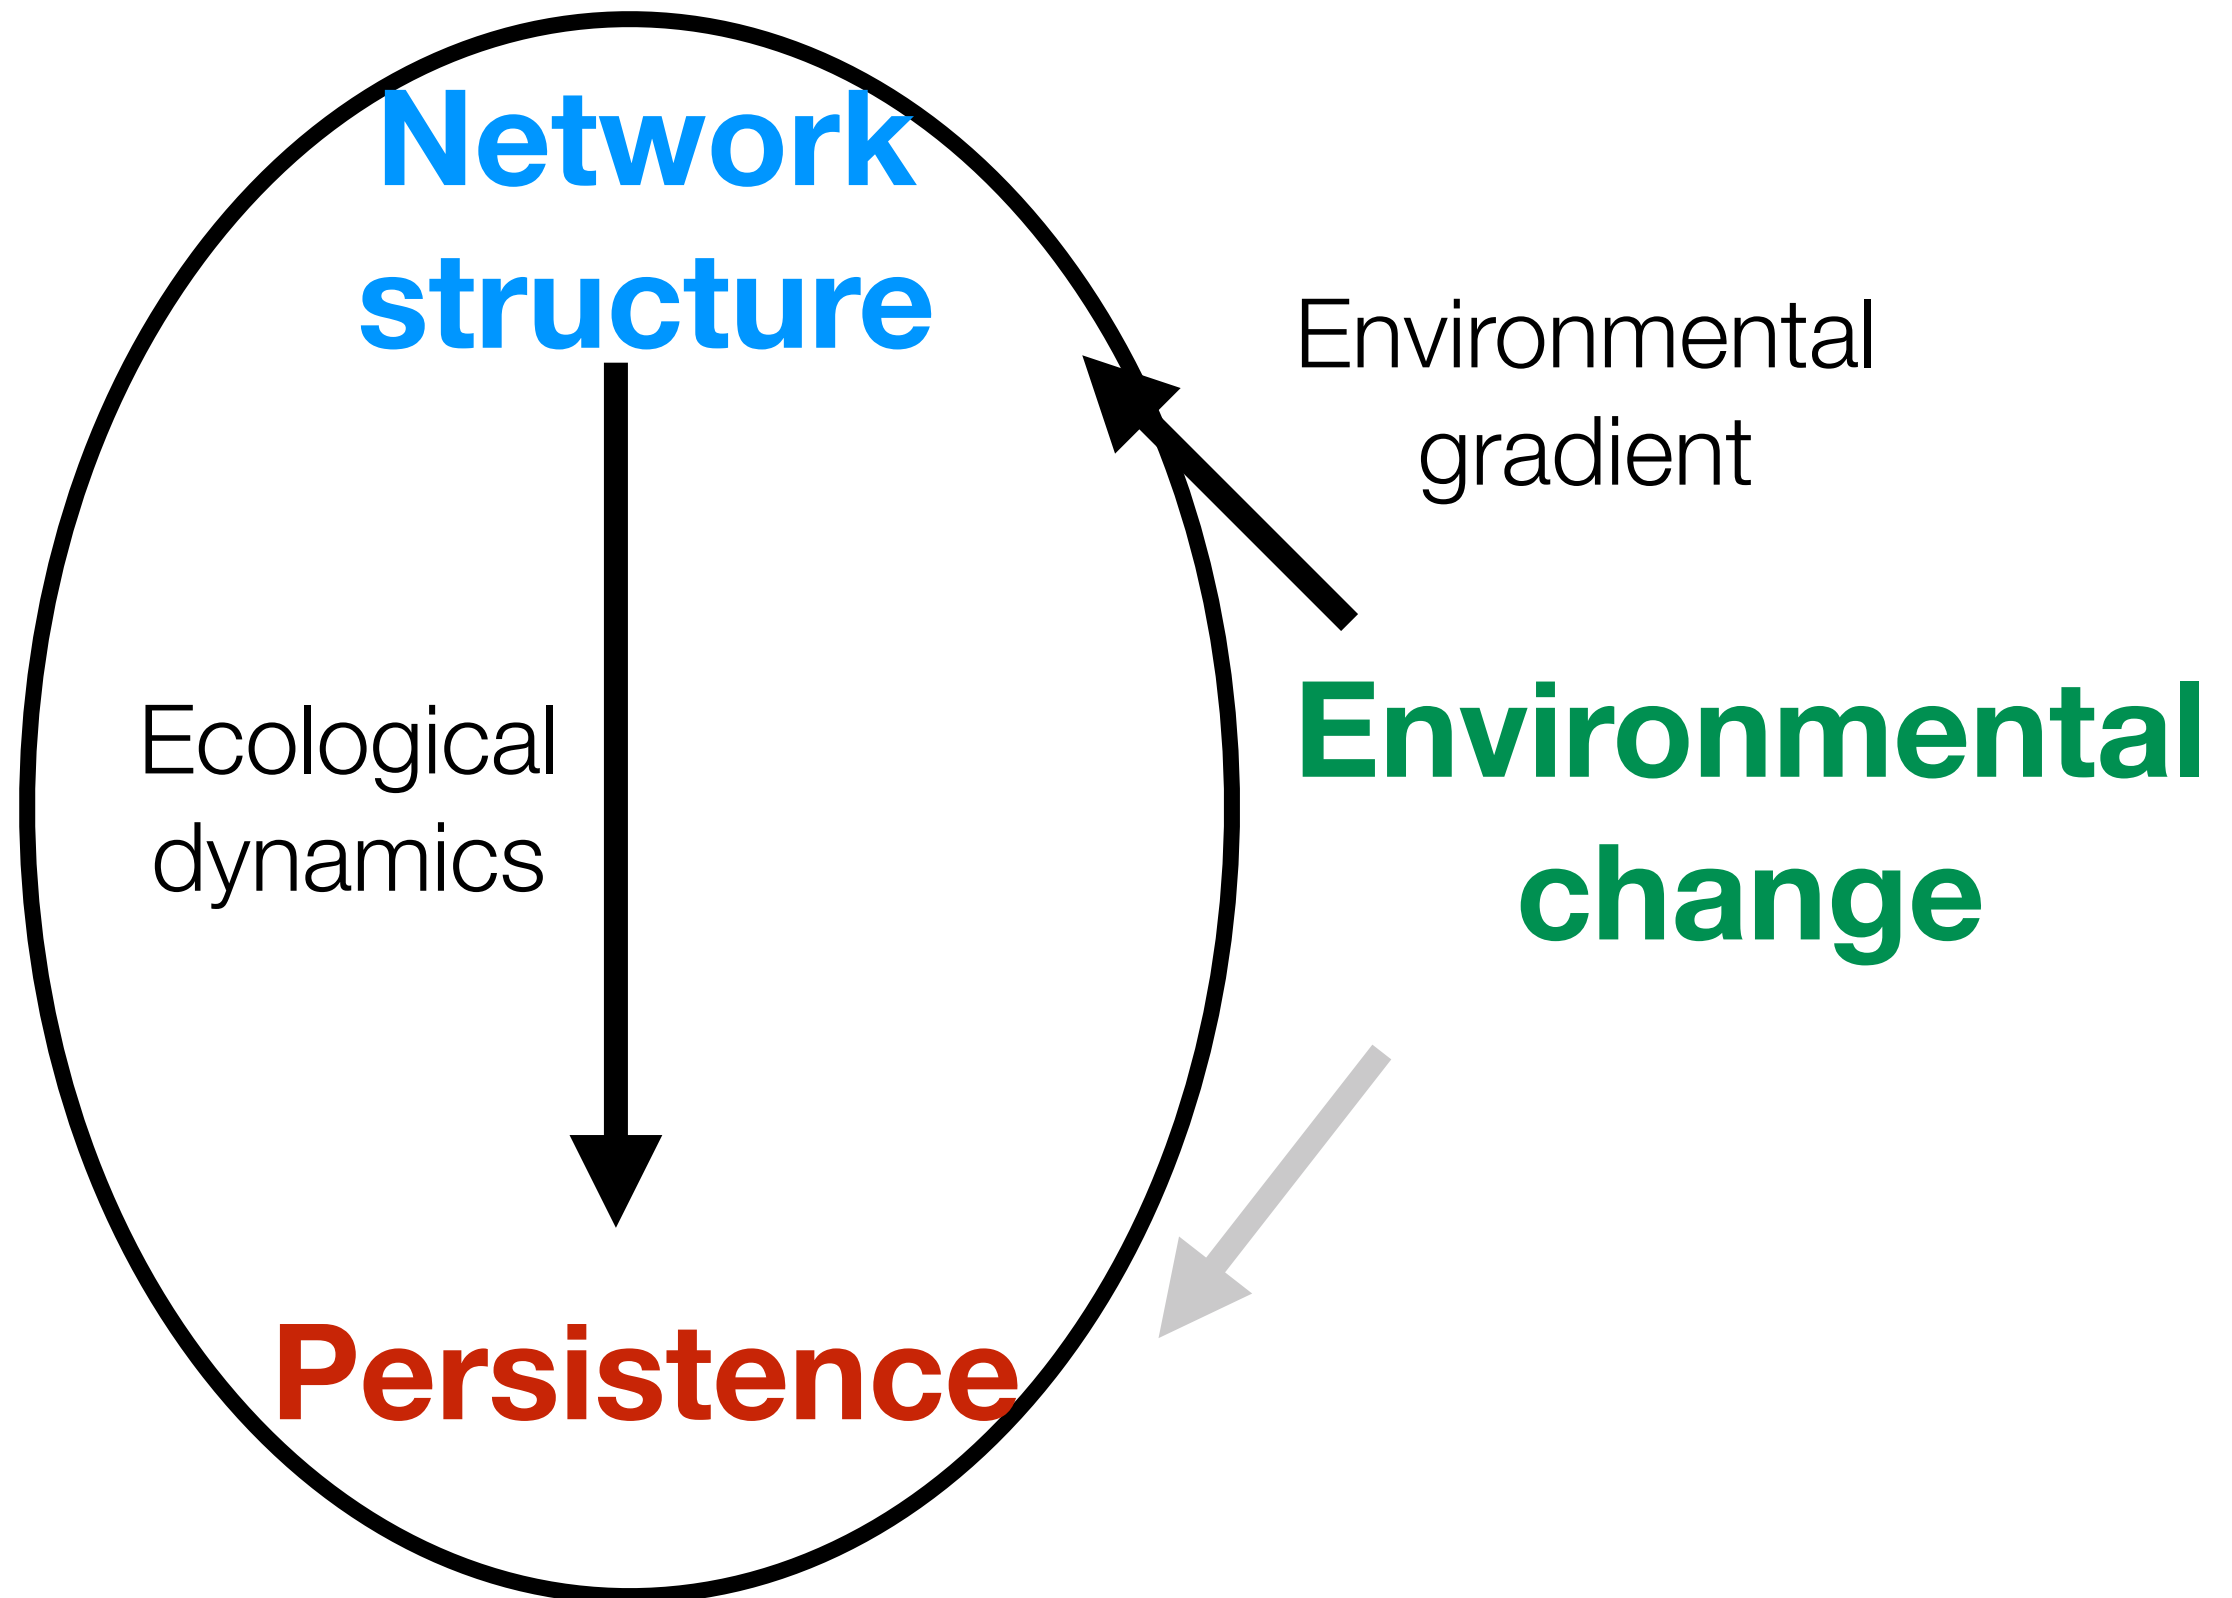 Network
structure
Environmental
gradient
Ecological
dynamics
Environmental
change
Persistence